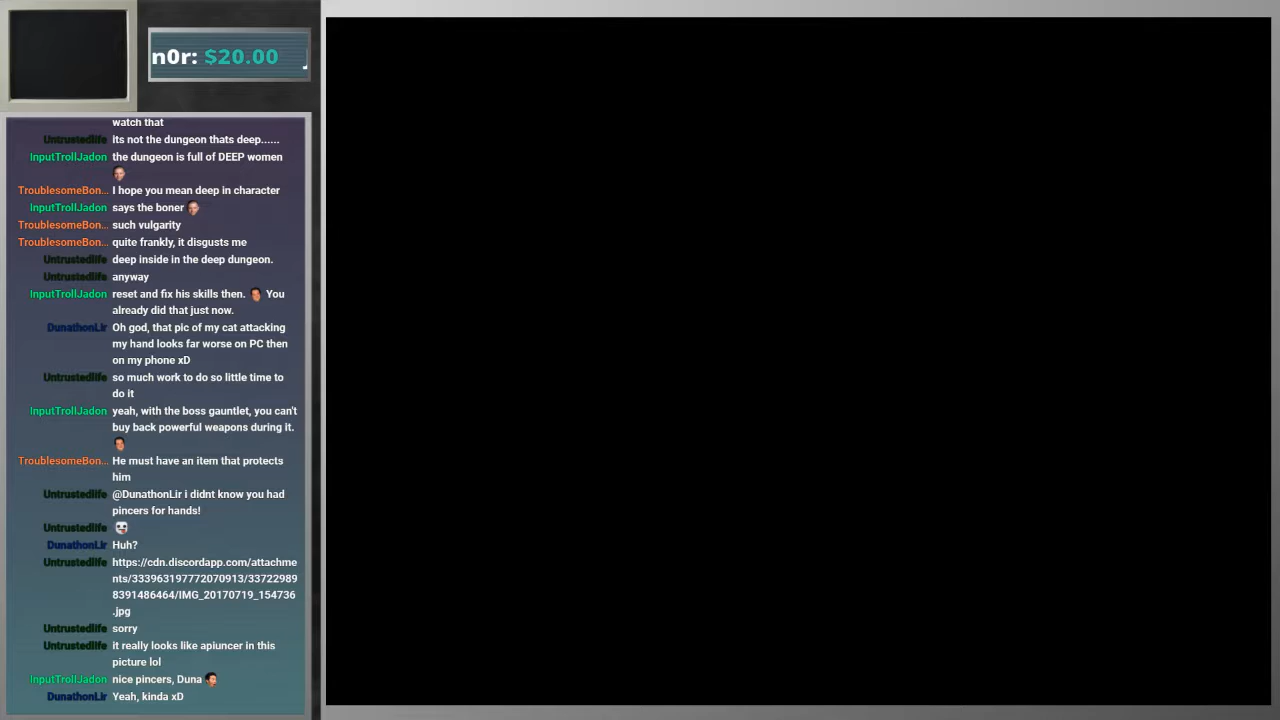 n0r: $20.00
watch that
Untrustedlife its not the dungeon thats deep......
InputTrollJadon the dungeon is full of DEEP women
TroublesomeBon... I hope you mean deep in character
InputTrollJadon says the boner
TroublesomeBon... such vulgarity
TroublesomeBon... quite frankly, it disgusts me
Untrustedlife deep inside in the deep dungeon.
Untrustedlife anyway
InputTrollJadon reset and fix his skills then. You
already did that just now.
DunathonLir Oh god, that pic of my cat attacking
my hand looks far worse on PC then
on my phone xD
Untrustedlife so much work to do so little time to
do it
InputTrollJadon yeah, with the boss gauntlet, you can't
buy back powerful weapons during it.
TroublesomeBon... He must have an item that protects
him
Untrustedlife @DunathonLir i didnt know you had
pincers for hands!
Untrustedlife
DunathonLir Huh?
Untrustedlife https://cdn.discordapp.com/attachme
nts/333963197772070913/33722989
8391486464/IMG_20170719_154736
.jpg
Untrustedlife sorry
Untrustedlife it really looks like apiuncer in this
picture lol
InputTrollJadon nice pincers, Duna
DunathonLir Yeah, kinda xD